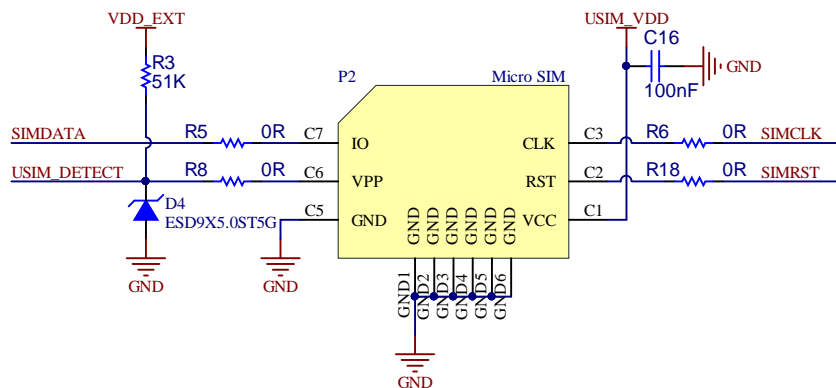 VDD_EXT
USIM_VDD
R3
51K
C16
100nF
GND
P2
Micro SIM
SIMDATA
R5
0R
C7
IO
CLK
C3
R6
0R
SIMCLK
USIM_DETECT
R8
0R
C6
VPP
RST
C2
R18
0R
SIMRST
D4
ESD9X5.0ST5G
C5
GND
VCC
C1
GND
GND
GND
GND
GND
GND
GND1
GND2
GND3
GND4
GND5
GND6
GND
GND
GND